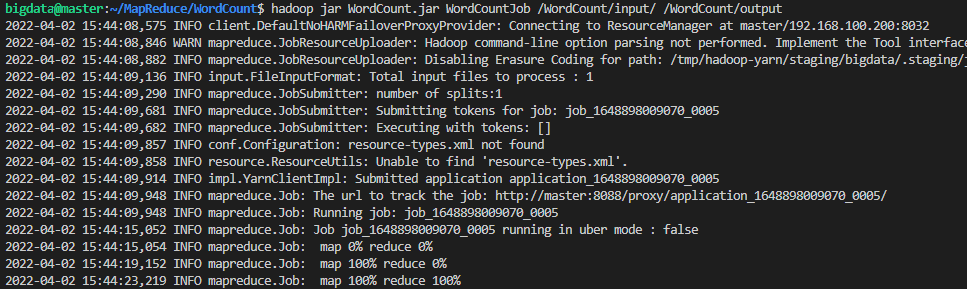 bigdata@master:~/MapReduce/WordCount$ hadoop jar WordCount.jar WordCountJob /WordCount/input/ /WordCount/output
2022-04-02 15:44:08,575 INFO client.DefaultNoHARMFailoverProxyProvider: Connecting to ResourceManager at master/192.168.100.200:8032
2022-04-02 15:44:08,846 WARN mapreduce.JobResourceUploader: Hadoop command-line option parsing not performed. Implement the Tool interface
2022-04-02 15:44:08,882 INFO mapreduce.JobResourceUploader: Disabling Erasure Coding for path: /tmp/hadoop-yarn/staging/bigdata/.staging/j
2022-04-02 15:44:09,136 INFO input.FileInputFormat: Total input files to process : 1
2022-04-02 15:44:09,290 INFO mapreduce.JobSubmitter: number of splits:1
2022-04-02 15:44:09,681 INFO mapreduce.JobSubmitter: Submitting tokens for job: job_1648898009070_0005
2022-04-02 15:44:09,682 INFO mapreduce.JobSubmitter: Executing with tokens: []
2022-04-02 15:44:09,857 INFO conf.Configuration: resource-types.xml not found
2022-04-02 15:44:09,858 INFO resource.ResourceUtils: Unable to find 'resource-types.xml'.
2022-04-02 15:44:09,914 INFO impl.YarnClientImpl: Submitted application application_1648898009070_0005
2022-04-02 15:44:09,948 INFO mapreduce.Job: The url to track the job: http://master:8088/proxy/application_1648898009070_0005/
2022-04-02 15:44:09,948 INFO mapreduce.Job: Running job: job_1648898009070_0005
2022-04-02 15:44:15,052 INFO mapreduce.Job: Job job_1648898009070_0005 running in uber mode : false
2022-04-02 15:44:15,054 INFO mapreduce.Job:  map 0% reduce 0%
2022-04-02 15:44:19,152 INFO mapreduce.Job:  map 100% reduce 0%
2022-04-02 15:44:23,219 INFO mapreduce.Job:  map 100% reduce 100%